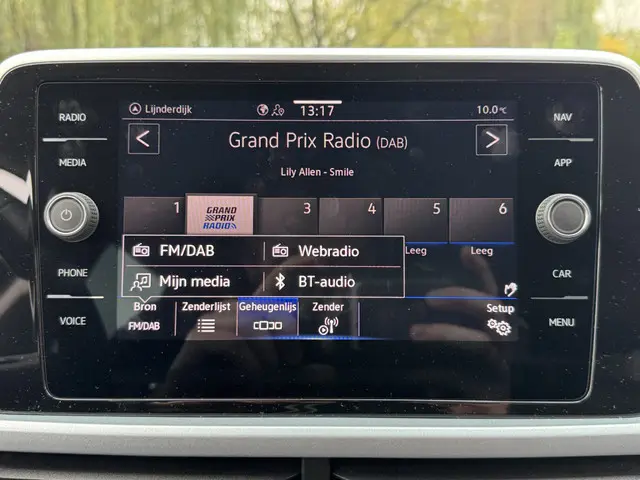 RADIO
MEDIA
PHONE
VOICE
Lijnderdijk
13:17
10.0°C
<
Grand Prix Radio (DAB)
>
Lily Allen - Smile
1
GRAND
PRIX
RADIO
3
4
5
6
Leeg
Leeg
FM/DAB
Webradio
Mijn media
BT-audio
Bron
FM/DAB
Zenderlijst
Geheugenlijs
Zender
Setup
NAV
APP
CAR
MENU